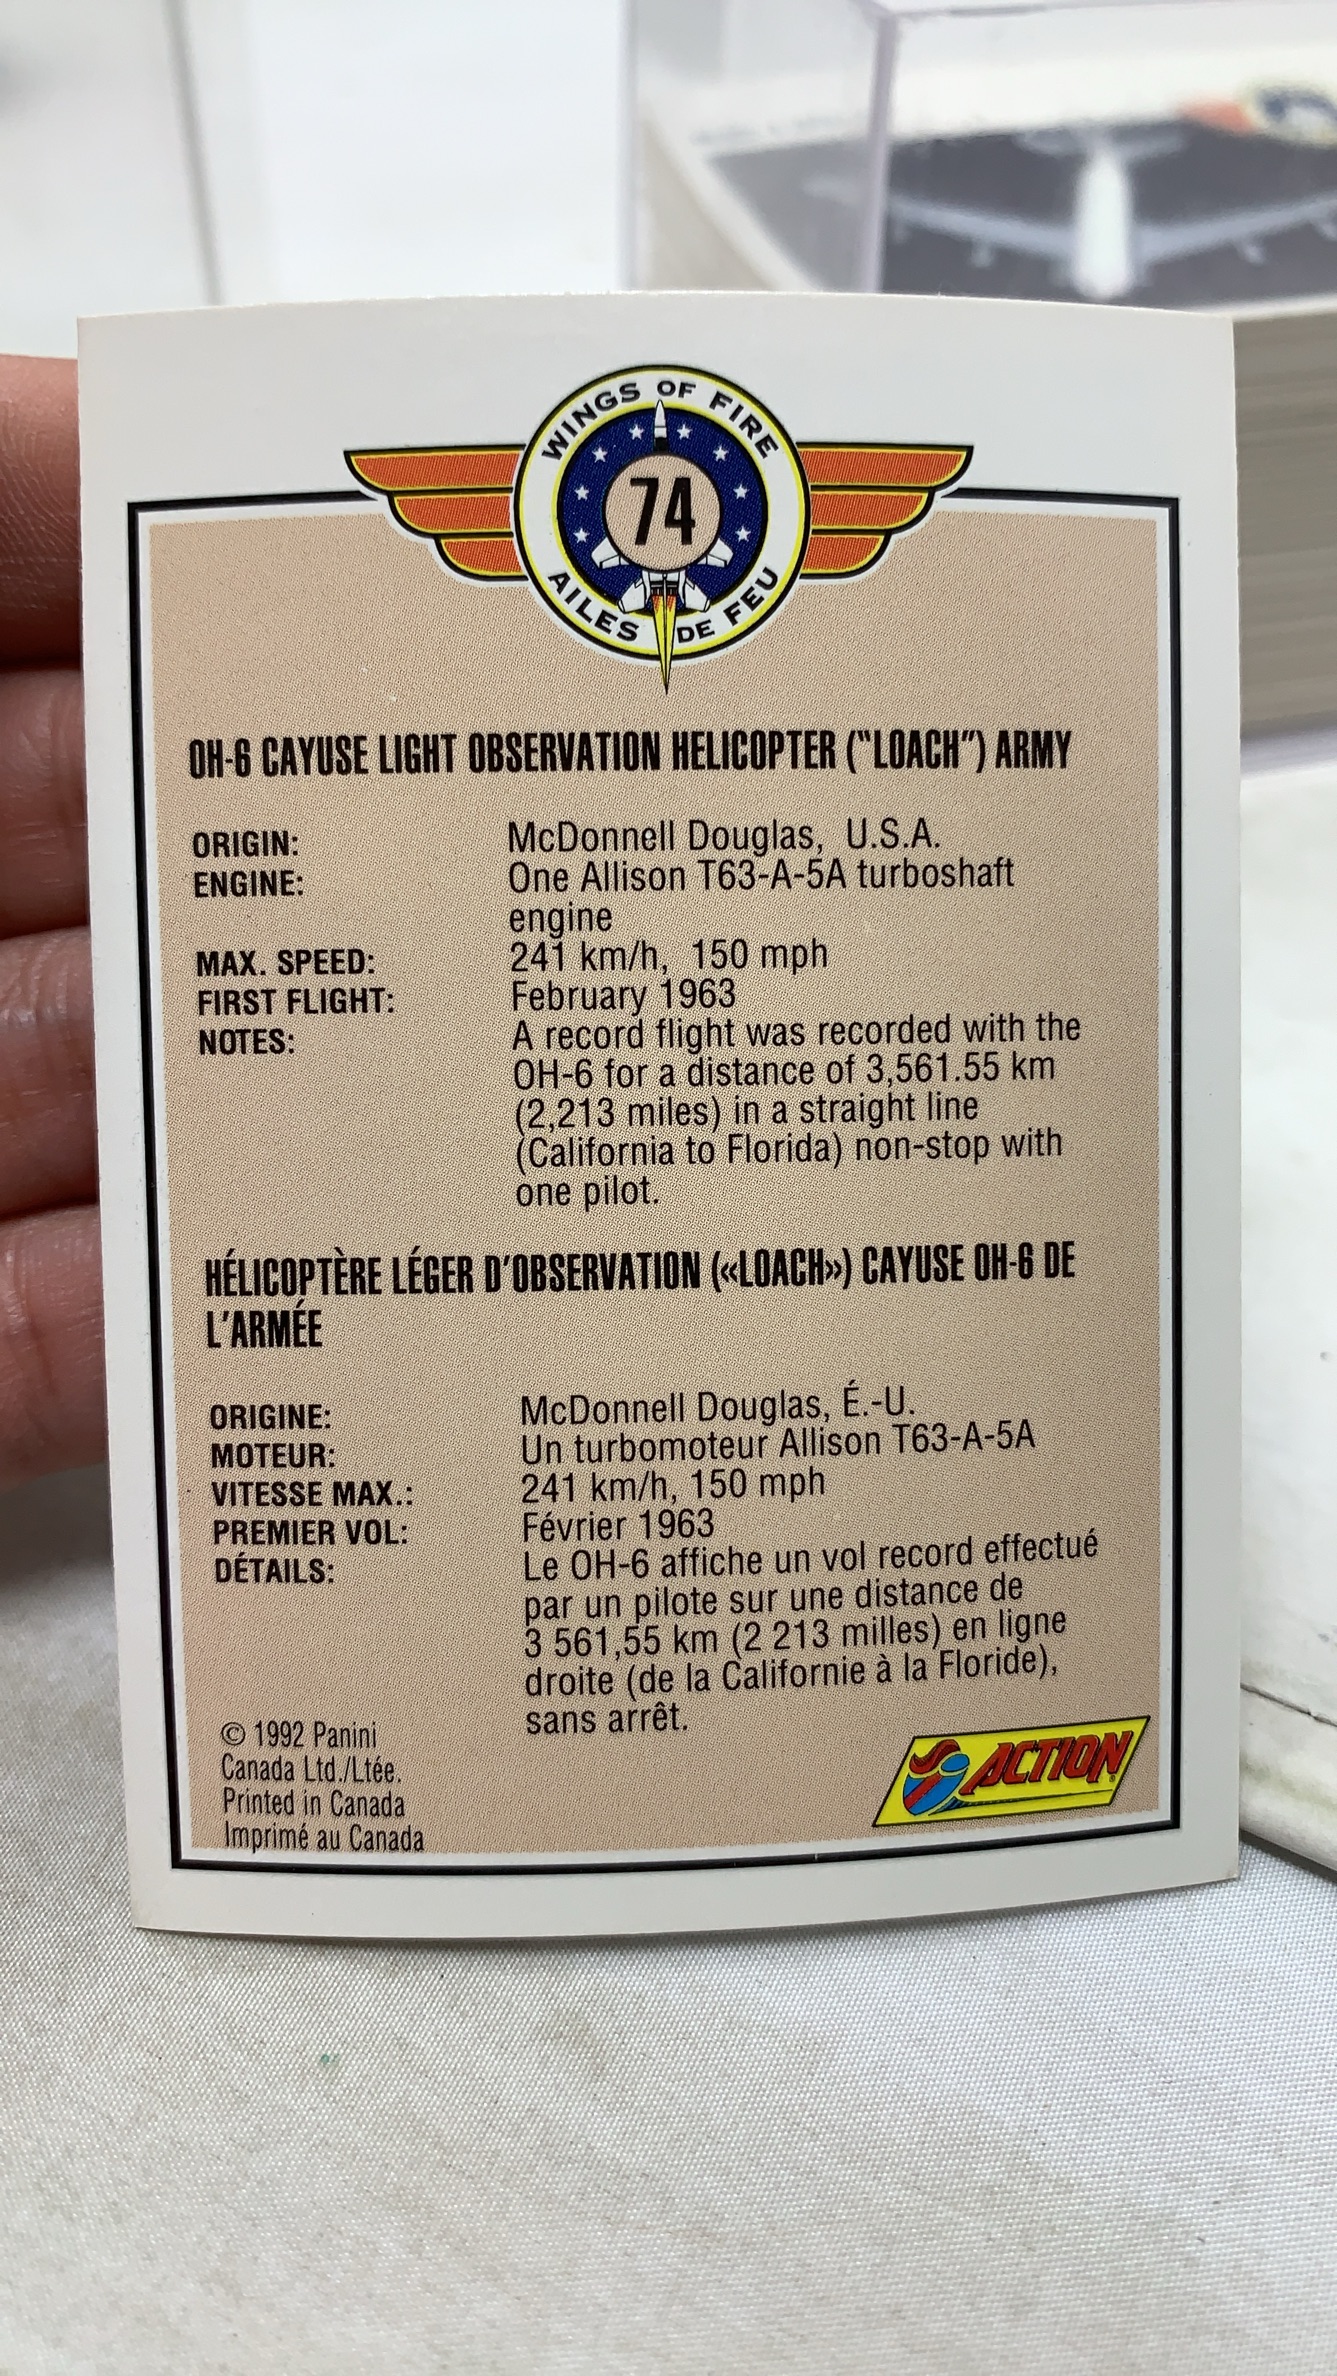 WINGS OF FIRE
74
AILES DE FEU
OH-6 CAYUSE LIGHT OBSERVATION HELICOPTER ("LOACH") ARMY
ORIGIN: McDonnell Douglas, U.S.A.
ENGINE: One Allison T63-A-5A turboshaft
engine
MAX. SPEED: 241 km/h, 150 mph
FIRST FLIGHT: February 1963
NOTES: A record flight was recorded with the
OH-6 for a distance of 3,561.55 km
(2,213 miles) in a straight line
(California to Florida) non-stop with
one pilot.
HÉLICOPTÈRE LÉGER D'OBSERVATION («LOACH») CAYUSE OH-6 DE
L'ARMÉE
ORIGINE: McDonnell Douglas, É.-U.
MOTEUR: Un turbomoteur Allison T63-A-5A
VITESSE MAX.: 241 km/h, 150 mph
PREMIER VOL: Février 1963
DÉTAILS: Le OH-6 affiche un vol record effectué
par un pilote sur une distance de
3 561,55 km (2 213 milles) en ligne
droite (de la Californie à la Floride),
sans arrêt.
© 1992 Panini
Canada Ltd./Ltée.
Printed in Canada
Imprimé au Canada
ACTION